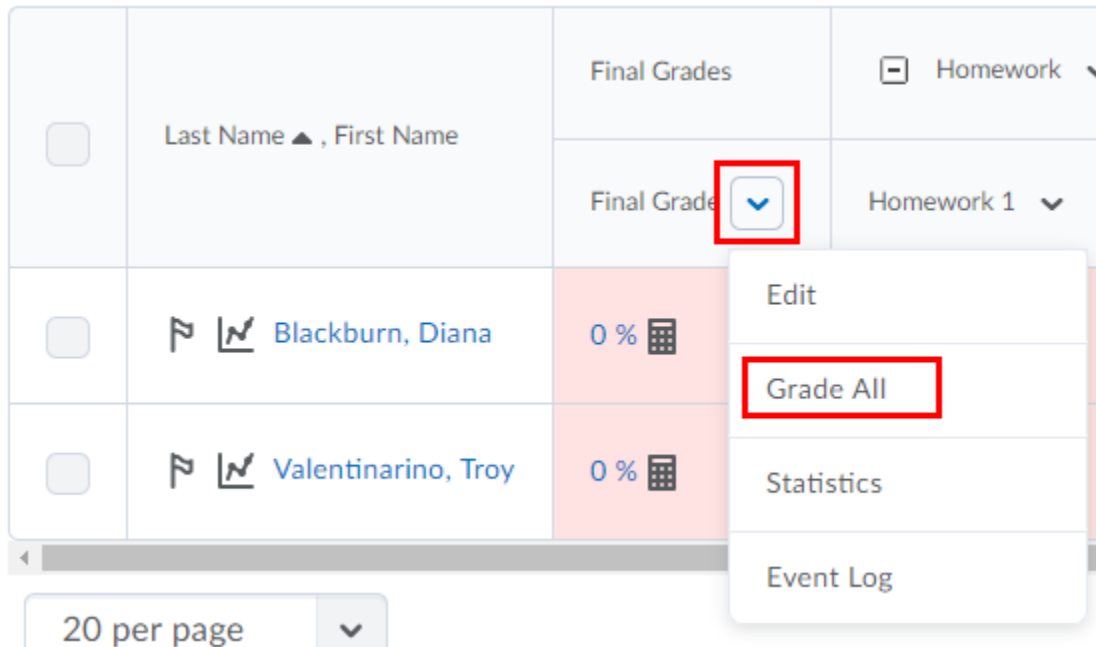 Final Grades
Homework
Last Name , First Name
Final Grade
Homework 1
Edit
Blackburn, Diana
0 %
Grade All
Valentinarino, Troy
0 %
Statistics
Event Log
20 per page